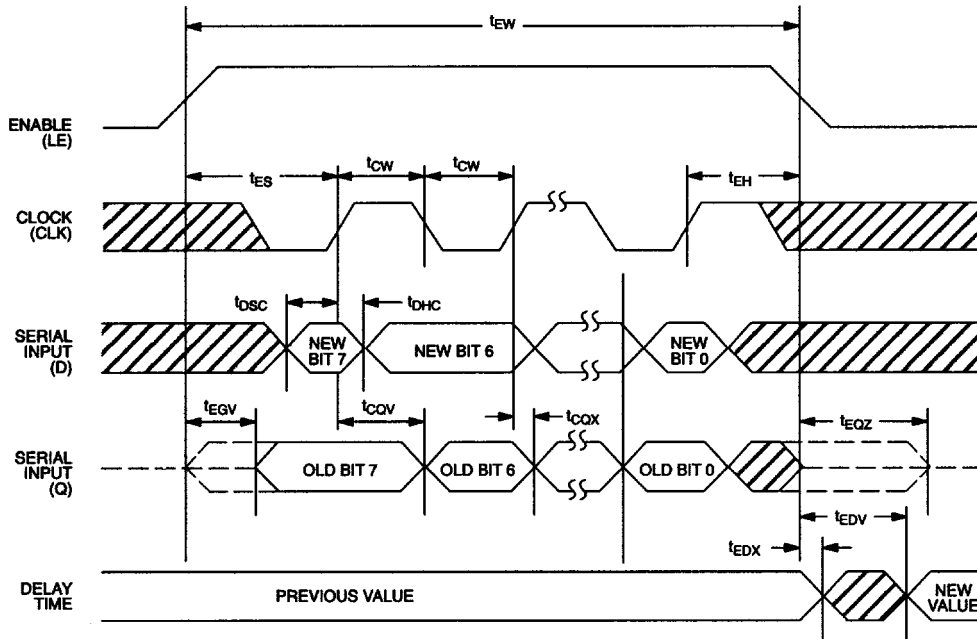 tEW
ENABLE
(LE)
tES
tCW
tCW
tEH
CLOCK
(CLK)
tDSC
tDHC
SERIAL
INPUT
(D)
NEW
BIT 7
NEW BIT 6
NEW
BIT 0
tEGV
tCQV
tCQX
tEQZ
SERIAL
INPUT
(Q)
OLD BIT 7
OLD BIT 6
OLD BIT 0
tEDV
tEDX
DELAY
TIME
PREVIOUS VALUE
NEW
VALUE